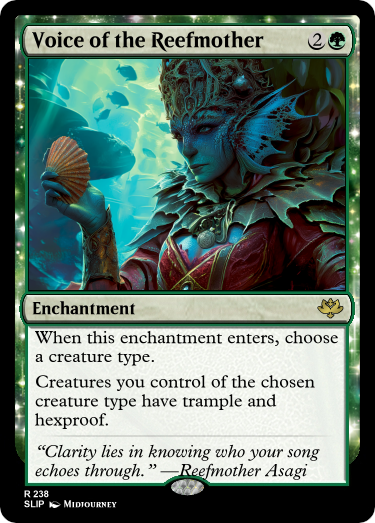 Voice of the Reefmother 2
Enchantment
When this enchantment enters, choose
a creature type.
Creatures you control of the chosen
creature type have trample and
hexproof.
“Clarity lies in knowing who your song
echoes through.” —Reefmother Asagi
R 238
SLIP Midjourney